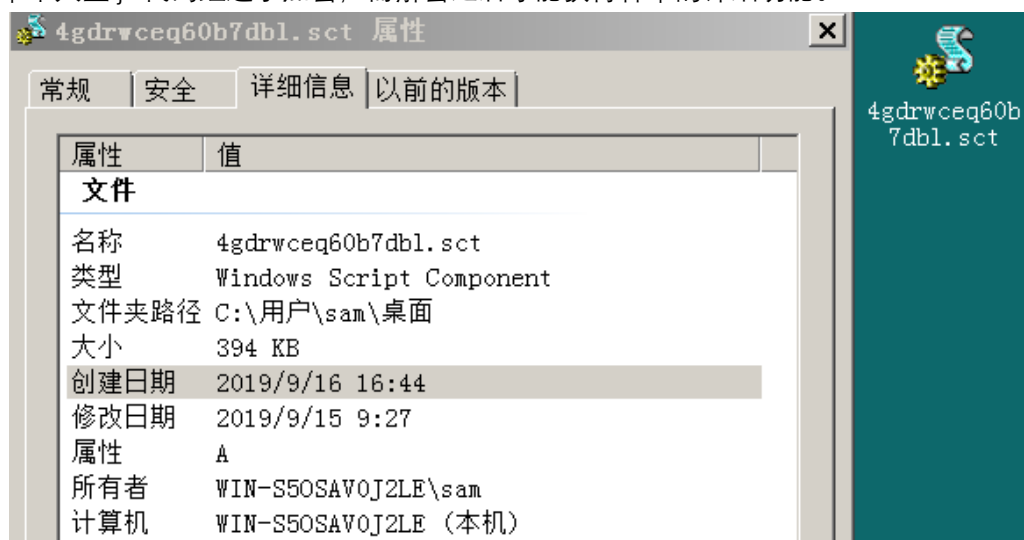 4gdrwceq60b7dbl.sct 属性
常规 安全 详细信息 以前的版本
属性 值
文件
名称 4gdrwceq60b7dbl.sct
类型 Windows Script Component
文件夹路径 C:\用户\sam\桌面
大小 394 KB
创建日期 2019/9/16 16:44
修改日期 2019/9/15 9:27
属性 A
所有者 WIN-S5OSAV0J2LE\sam
计算机 WIN-S5OSAV0J2LE (本机)
4gdrwceq60b
7dbl.sct